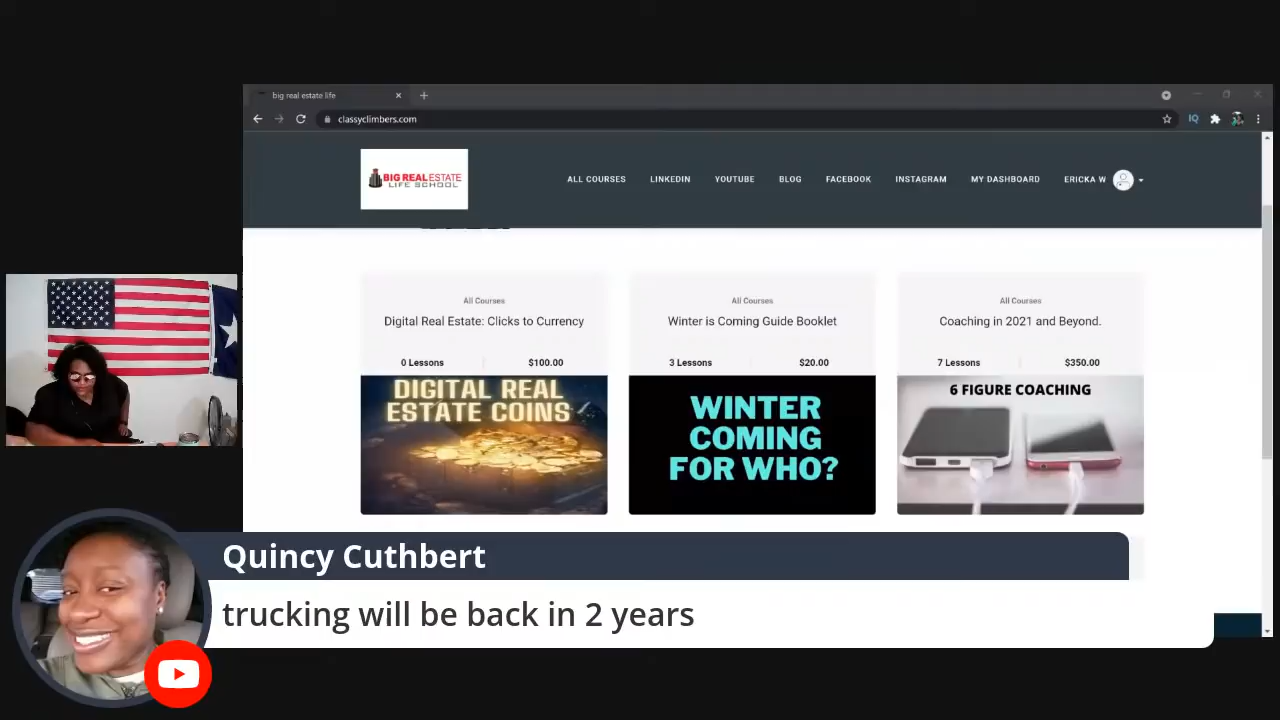 big real estate life
classyclimbers.com
IQ
BIG REAL ESTATE
LIFE SCHOOL
ALL COURSES
LINKEDIN
YOUTUBE
BLOG
FACEBOOK
INSTAGRAM
MY DASHBOARD
ERICKA W
All Courses
Digital Real Estate: Clicks to Currency
0 Lessons
$100.00
DIGITAL REAL
ESTATE COINS
All Courses
Winter is Coming Guide Booklet
3 Lessons
$20.00
WINTER
COMING
FOR WHO?
All Courses
Coaching in 2021 and Beyond.
7 Lessons
$350.00
6 FIGURE COACHING
Quincy Cuthbert
trucking will be back in 2 years